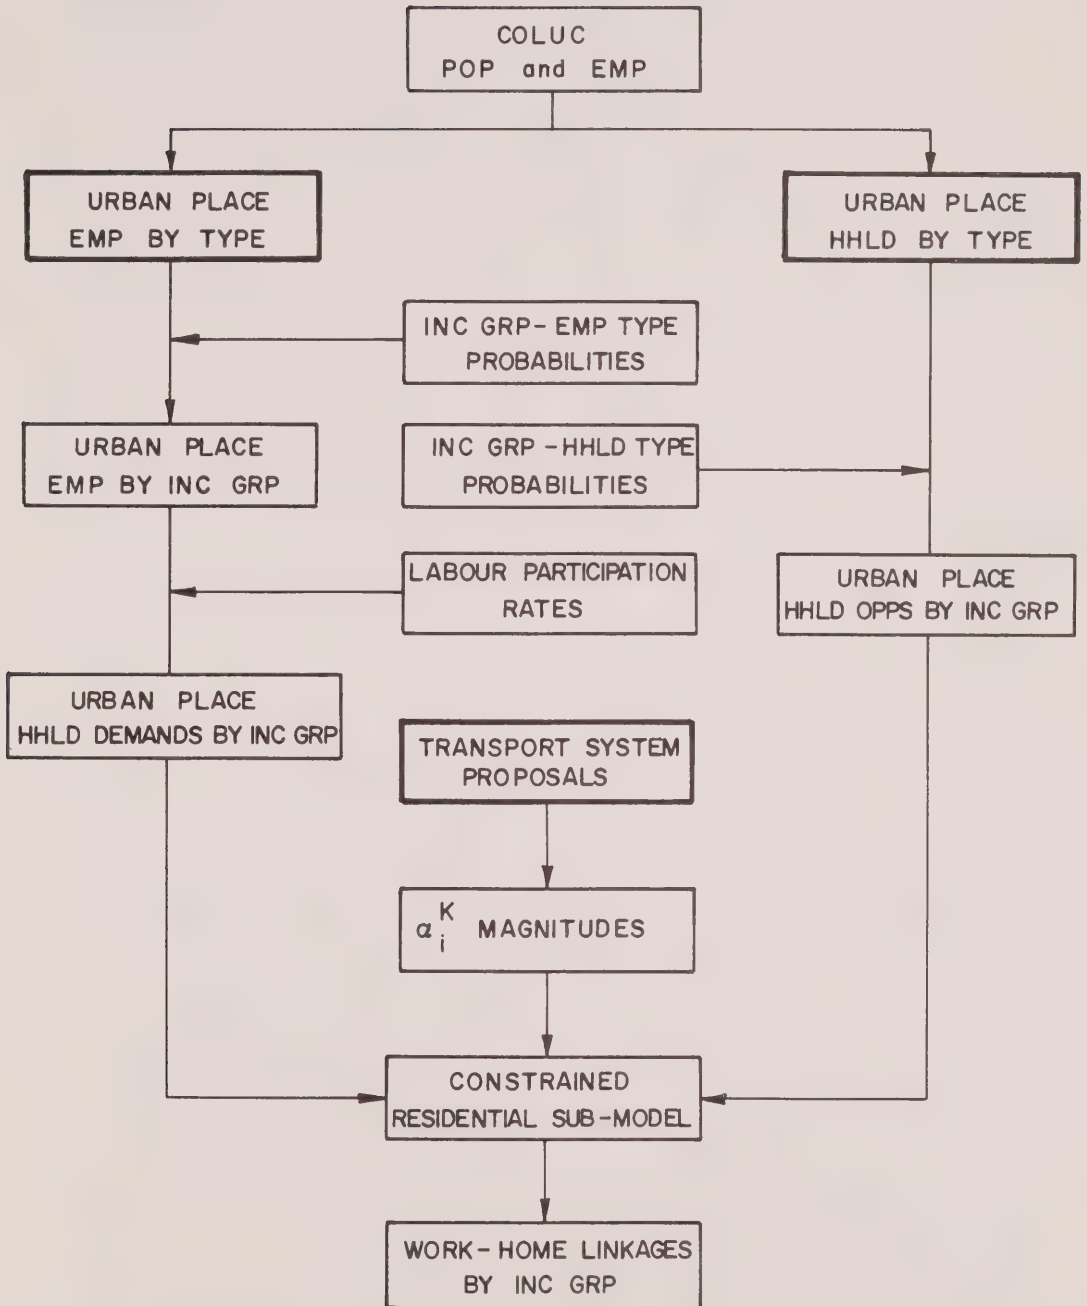 COLUC
POP and EMP
URBAN PLACE
EMP BY TYPE
URBAN PLACE
HHLD BY TYPE
INC GRP-EMP TYPE
PROBABILITIES
URBAN PLACE
EMP BY INC GRP
INC GRP-HHLD TYPE
PROBABILITIES
LABOUR PARTICIPATION
RATES
URBAN PLACE
HHLD OPPS BY INC GRP
URBAN PLACE
HHLD DEMANDS BY INC GRP
TRANSPORT SYSTEM
PROPOSALS
α_i^K MAGNITUDES
CONSTRAINED
RESIDENTIAL SUB-MODEL
WORK-HOME LINKAGES
BY INC GRP